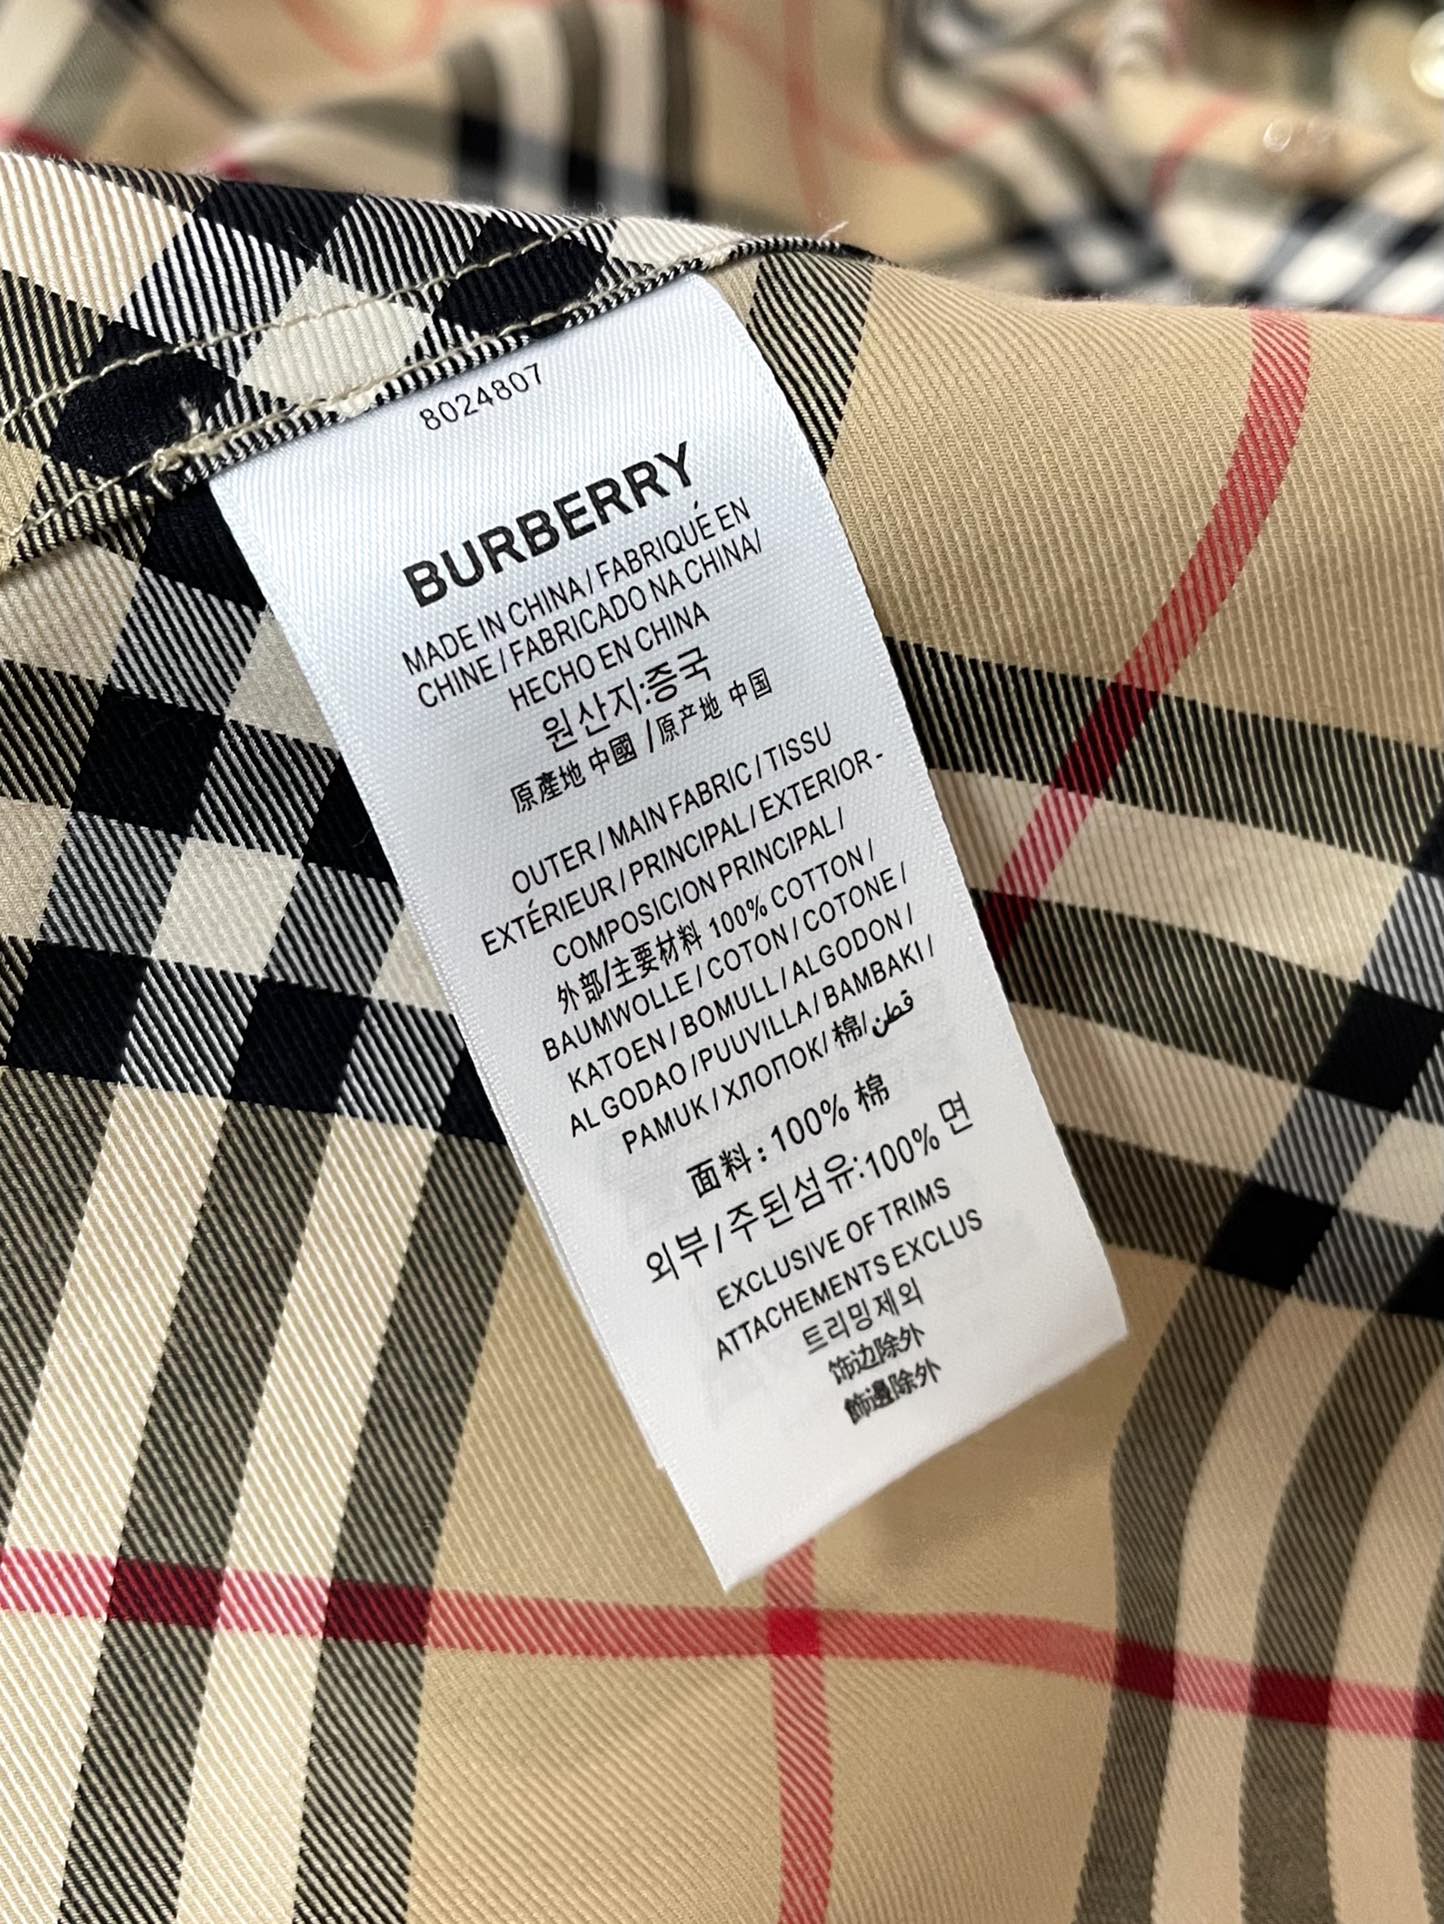 8024807
BURBERRY
MADE IN CHINA / FABRIQUÉ EN
CHINE / FABRICADO NA CHINA/
HECHO EN CHINA
원산지:중국
原產地 中國 /原产地 中国
OUTER / MAIN FABRIC / TISSU
EXTÉRIEUR / PRINCIPAL / EXTERIOR -
COMPOSICION PRINCIPAL /
外部/主要材料 100% COTTON /
BAUMWOLLE / COTON / COTONE /
KATOEN / BOMULL / ALGODON /
ALGODAO / PUUVILLA / BAMBAKI /
PAMUK / ХЛОПОК/ 棉/ قطن
面料：100% 棉
외부 / 주된섬유:100% 면
EXCLUSIVE OF TRIMS
ATTACHEMENTS EXCLUS
트리밍제외
饰边除外
飾邊除外